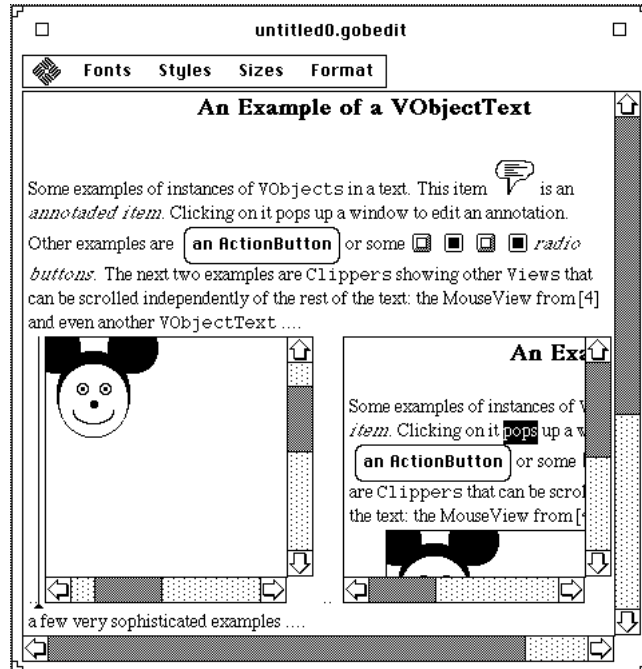 untitled0.gobedit
Fonts Styles Sizes Format
An Example of a VObjectText
Some examples of instances of VObjects in a text. This item is an
annotaded item. Clicking on it pops up a window to edit an annotation.
Other examples are an ActionButton or some radio
buttons. The next two examples are Clippers showing other Views that
can be scrolled independently of the rest of the text: the MouseView from [4]
and even another VObjectText ....
An Exa
Some examples of instances of V
item. Clicking on it pops up a w
an ActionButton or some
are Clippers that can be scrol
the text: the MouseView from [4
.. ..
a few very sophisticated examples ....